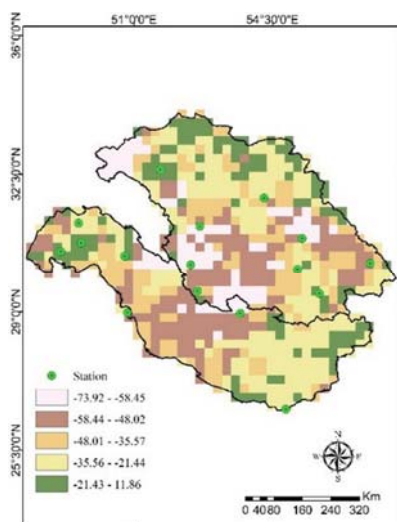 51°0'0"E 54°30'0"E
36°0'0"N
32°30'0"N
29°0'0"N
25°30'0"N
Station
-73.92 - -58.45
-58.44 - -48.02
-48.01 - -35.57
-35.56 - -21.44
-21.43 - 11.86
N
W E
S
Km
0 40 80 160 240 320